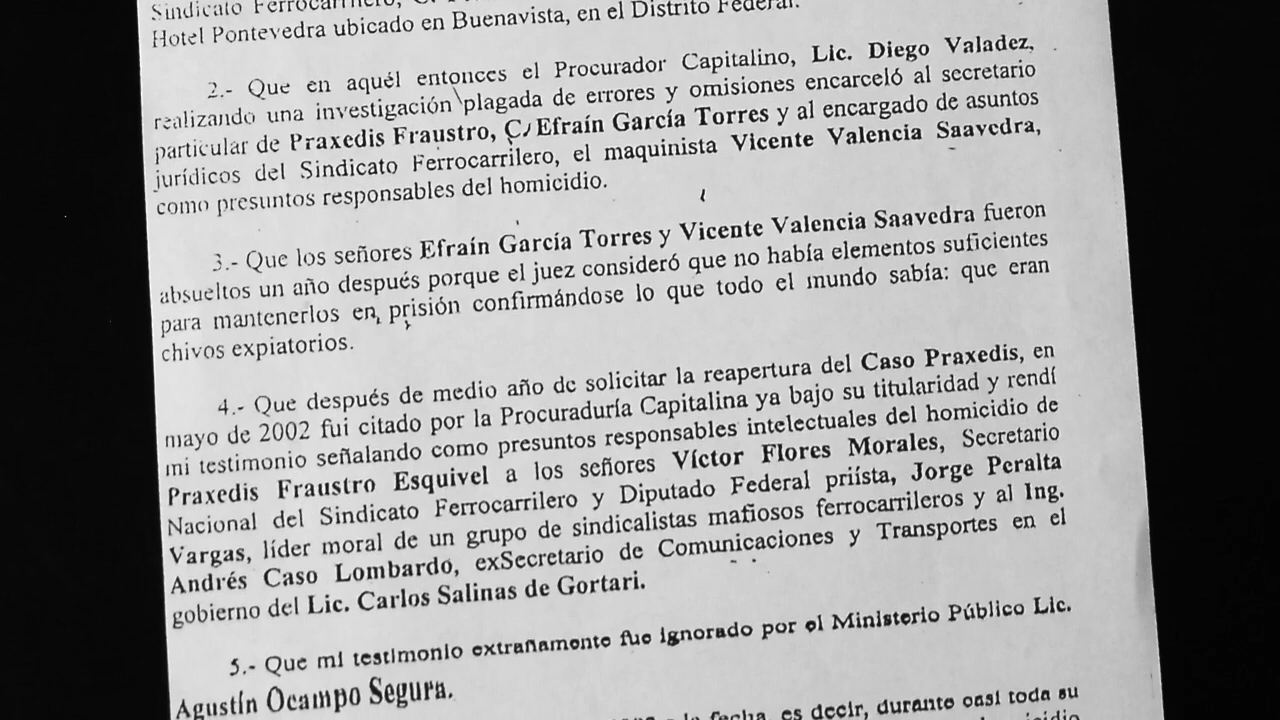 Sindicato Ferrocarrilero, C.
Hotel Pontevedra ubicado en Buenavista, en el Distrito Federal.
2.- Que en aquél entonces el Procurador Capitalino, Lic. Diego Valadez,
realizando una investigación plagada de errores y omisiones encarceló al secretario
particular de Praxedis Fraustro, C. Efraín García Torres y al encargado de asuntos
jurídicos del Sindicato Ferrocarrilero, el maquinista Vicente Valencia Saavedra,
como presuntos responsables del homicidio.
3.- Que los señores Efraín García Torres y Vicente Valencia Saavedra fueron
absueltos un año después porque el juez consideró que no había elementos suficientes
para mantenerlos en prisión confirmándose lo que todo el mundo sabía: que eran
chivos expiatorios.
4.- Que después de medio año de solicitar la reapertura del Caso Praxedis, en
mayo de 2002 fui citado por la Procuraduría Capitalina ya bajo su titularidad y rendí
mi testimonio señalando como presuntos responsables intelectuales del homicidio de
Praxedis Fraustro Esquivel a los señores Víctor Flores Morales, Secretario
Nacional del Sindicato Ferrocarrilero y Diputado Federal priísta, Jorge Peralta
Vargas, líder moral de un grupo de sindicalistas mafiosos ferrocarrileros y al Ing.
Andrés Caso Lombardo, exSecretario de Comunicaciones y Transportes en el
gobierno del Lic. Carlos Salinas de Gortari.
5.- Que mi testimonio extrañamente fue ignorado por el Ministerio Público Lic.
Agustín Ocampo Segura.
a la fecha, es decir, durante casi toda su